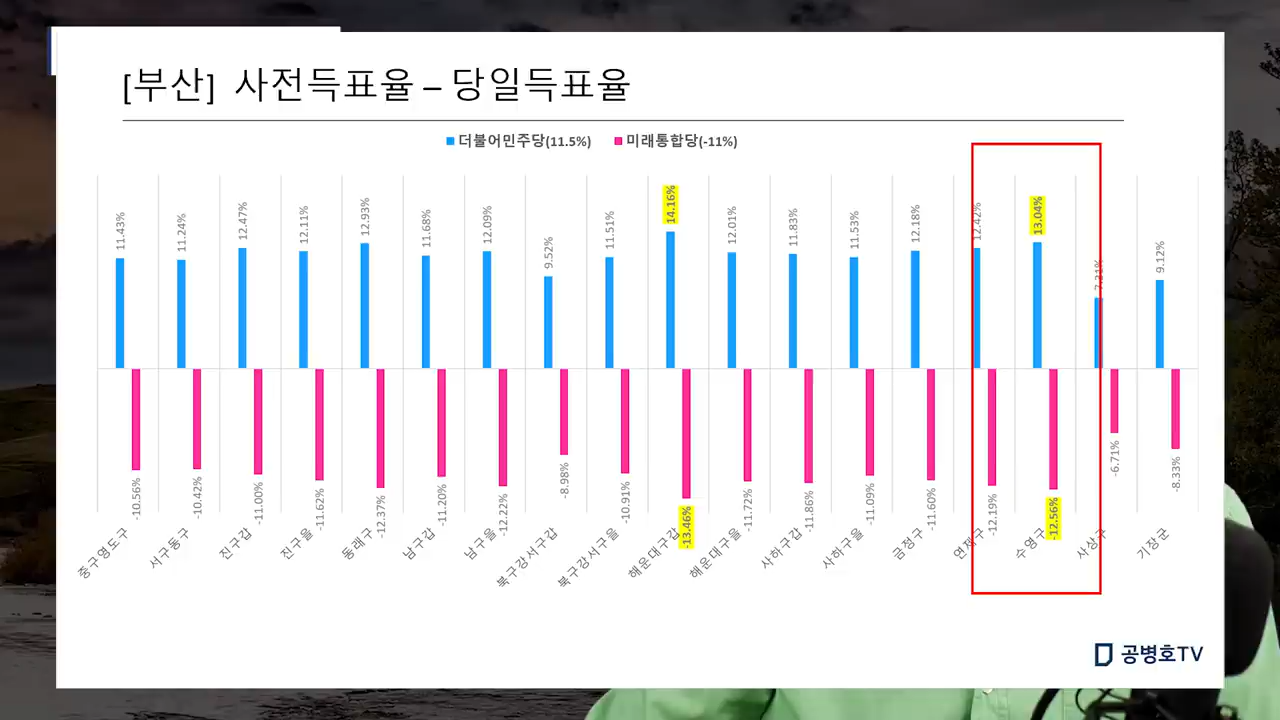 [부산] 사전득표율 – 당일득표율
더불어민주당(11.5%) 미래통합당(-11%)
11.43% 11.24% 12.47% 12.11% 12.93% 11.68% 12.09% 9.52% 11.51% 14.16% 12.01% 11.83% 11.53% 12.18% 12.42% 13.04% 7.21% 9.12%
-10.56% -10.42% -11.00% -11.62% -12.37% -11.20% -12.22% -8.98% -10.91% -13.46% -11.72% -11.86% -11.09% -11.60% -12.19% -12.56% -6.71% -8.33%
중구영도구 서구동구 진구갑 진구을 동래구 남구갑 남구을 북구강서구갑 북구강서구을 해운대구갑 해운대구을 사하구갑 사하구을 금정구 연제구 수영구 사상구 기장군
공병호TV